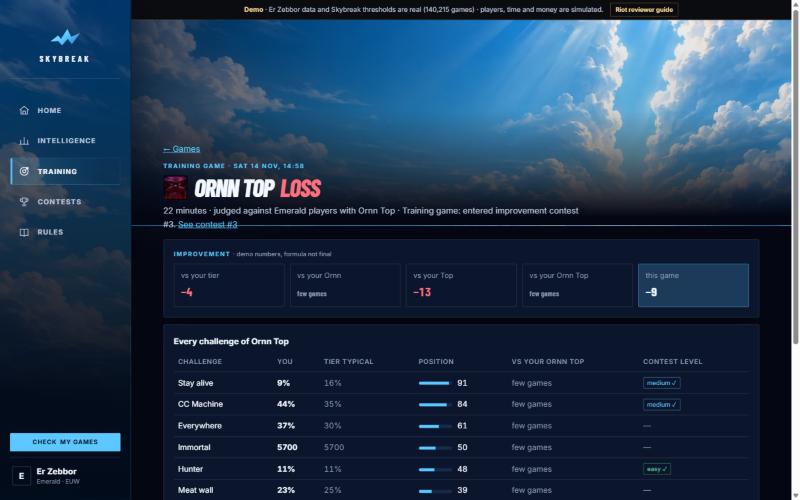 Demo · Er Zebbor data and Skybreak thresholds are real (140,215 games) · players, time and money are simulated. Riot reviewer guide
SKYBREAK
HOME
INTELLIGENCE
TRAINING
CONTESTS
RULES
CHECK MY GAMES
E Er Zebbor
Emerald · EUW
← Games
TRAINING GAME · SAT 14 NOV, 14:58
ORNN TOP LOSS
22 minutes · judged against Emerald players with Ornn Top · Training game: entered improvement contest
#3. See contest #3
IMPROVEMENT · demo numbers, formula not final
vs your tier vs your Ornn vs your Top vs your Ornn Top this game
−4 few games −13 few games −9
Every challenge of Ornn Top
CHALLENGE YOU TIER TYPICAL POSITION VS YOUR ORNN TOP CONTEST LEVEL
Stay alive 9% 16% 91 few games medium ✓
CC Machine 44% 35% 84 few games medium ✓
Everywhere 37% 30% 61 few games —
Immortal 5700 5700 50 few games —
Hunter 11% 11% 48 few games easy ✓
Meat wall 23% 25% 39 few games —